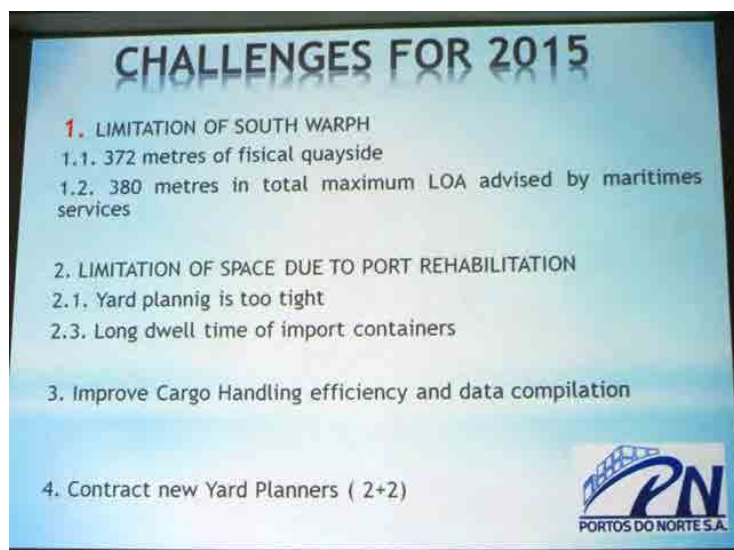 CHALLENGES FOR 2015
1. LIMITATION OF SOUTH WARPH
1.1. 372 metres of fisical quayside
1.2. 380 metres in total maximum LOA advised by maritimes
services
2. LIMITATION OF SPACE DUE TO PORT REHABILITATION
2.1. Yard plannig is too tight
2.3. Long dwell time of import containers
3. Improve Cargo Handling efficiency and data compilation
4. Contract new Yard Planners ( 2+2)
PN
PORTOS DO NORTE S.A.